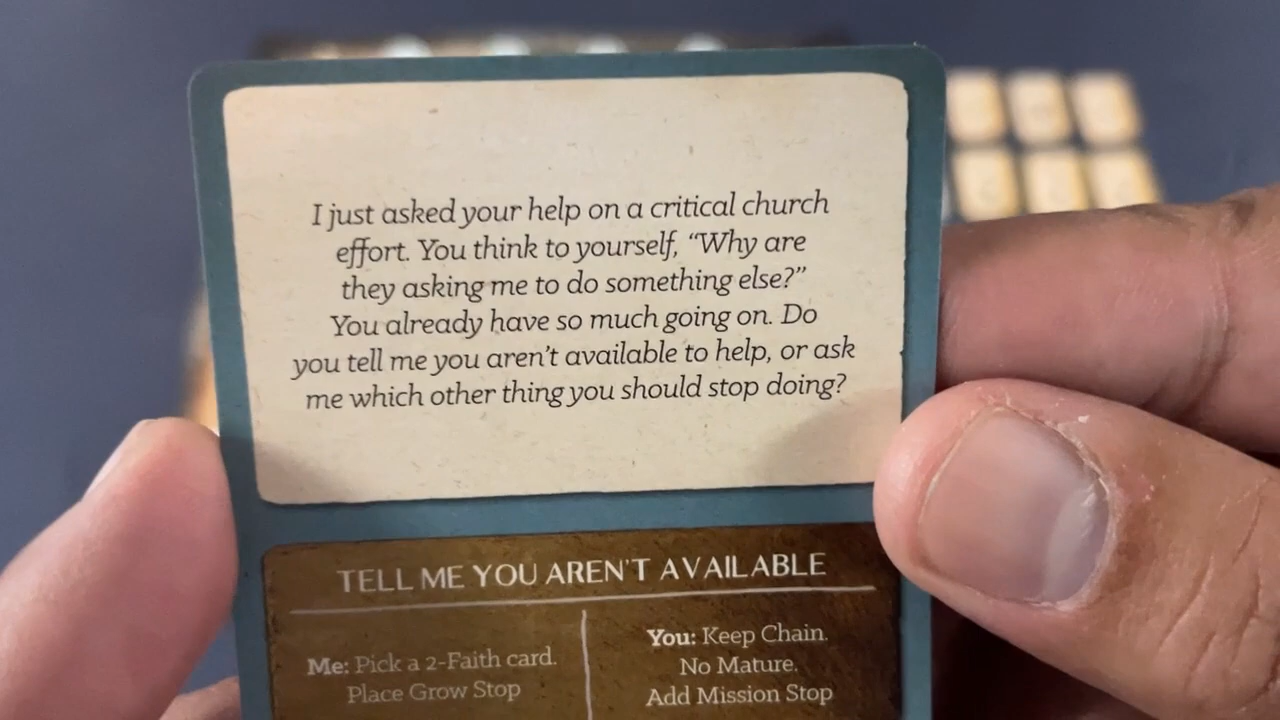 I just asked your help on a critical church
effort. You think to yourself, “Why are
they asking me to do something else?”
You already have so much going on. Do
you tell me you aren’t available to help, or ask
me which other thing you should stop doing?
TELL ME YOU AREN'T AVAILABLE
Me: Pick a 2-Faith card.
Place Grow Stop
You: Keep Chain.
No Mature.
Add Mission Stop